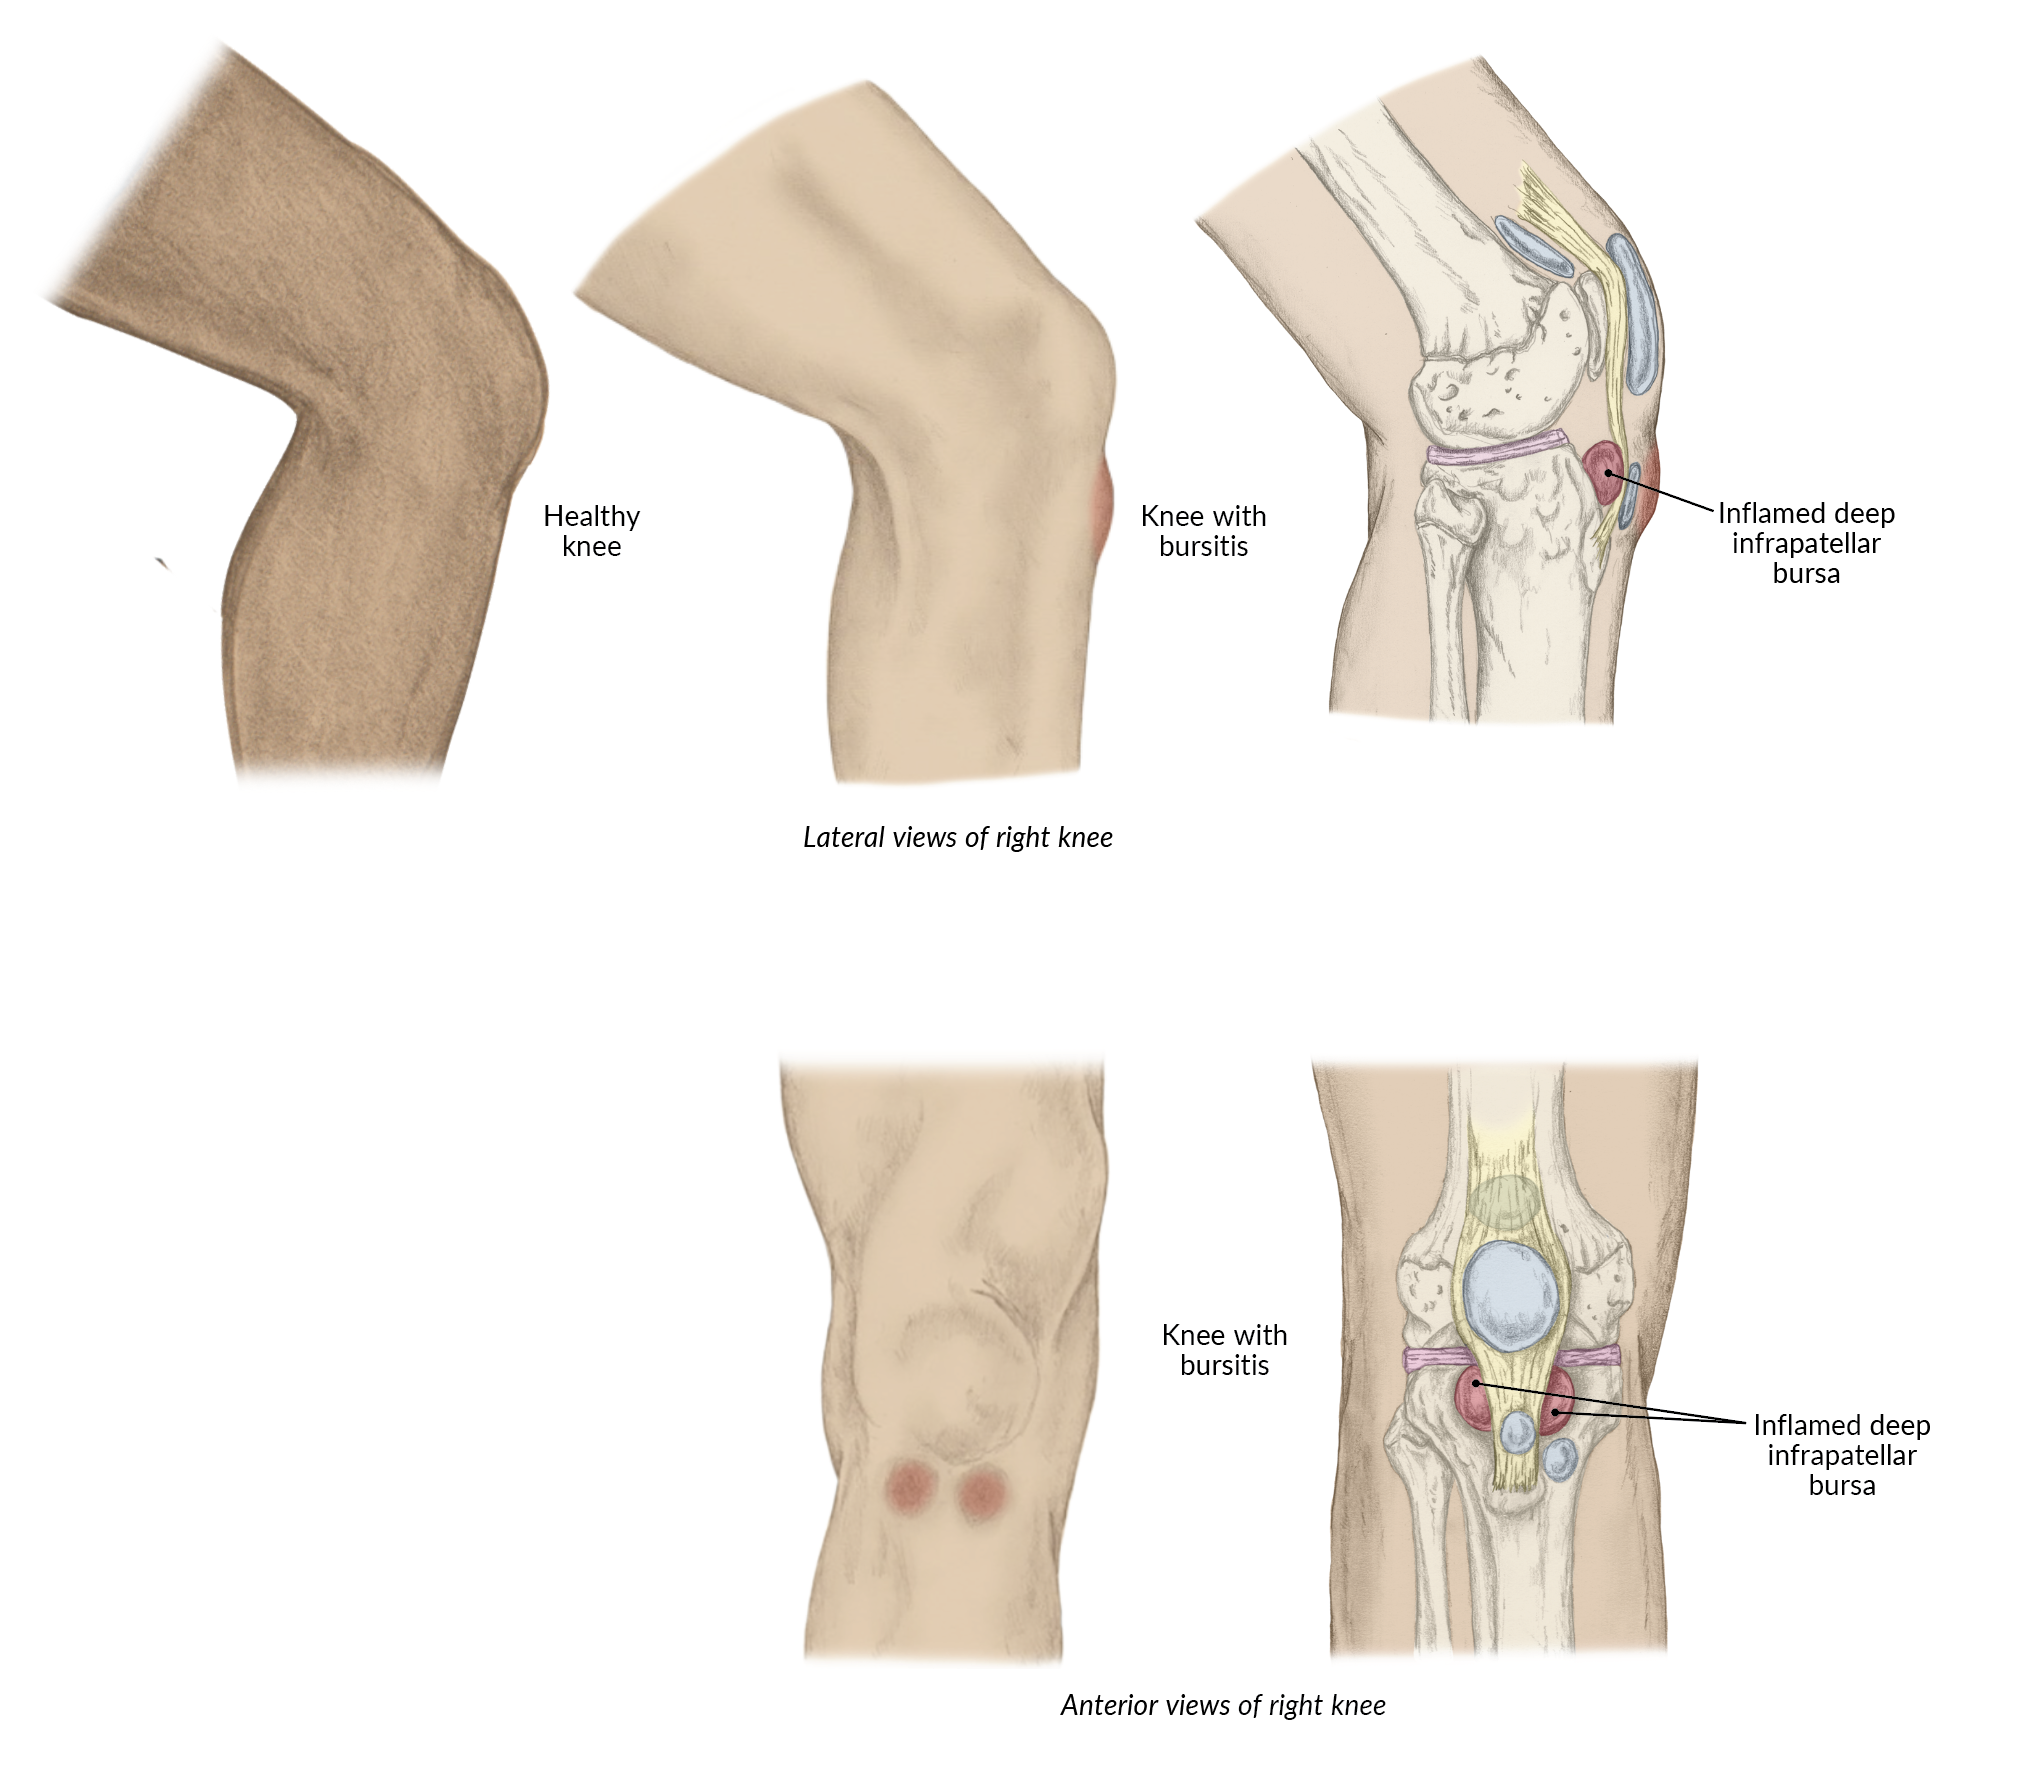 Healthy
knee
Knee with
bursitis
Inflamed deep
infrapatellar
bursa
Lateral views of right knee
Knee with
bursitis
Inflamed deep
infrapatellar
bursa
Anterior views of right knee